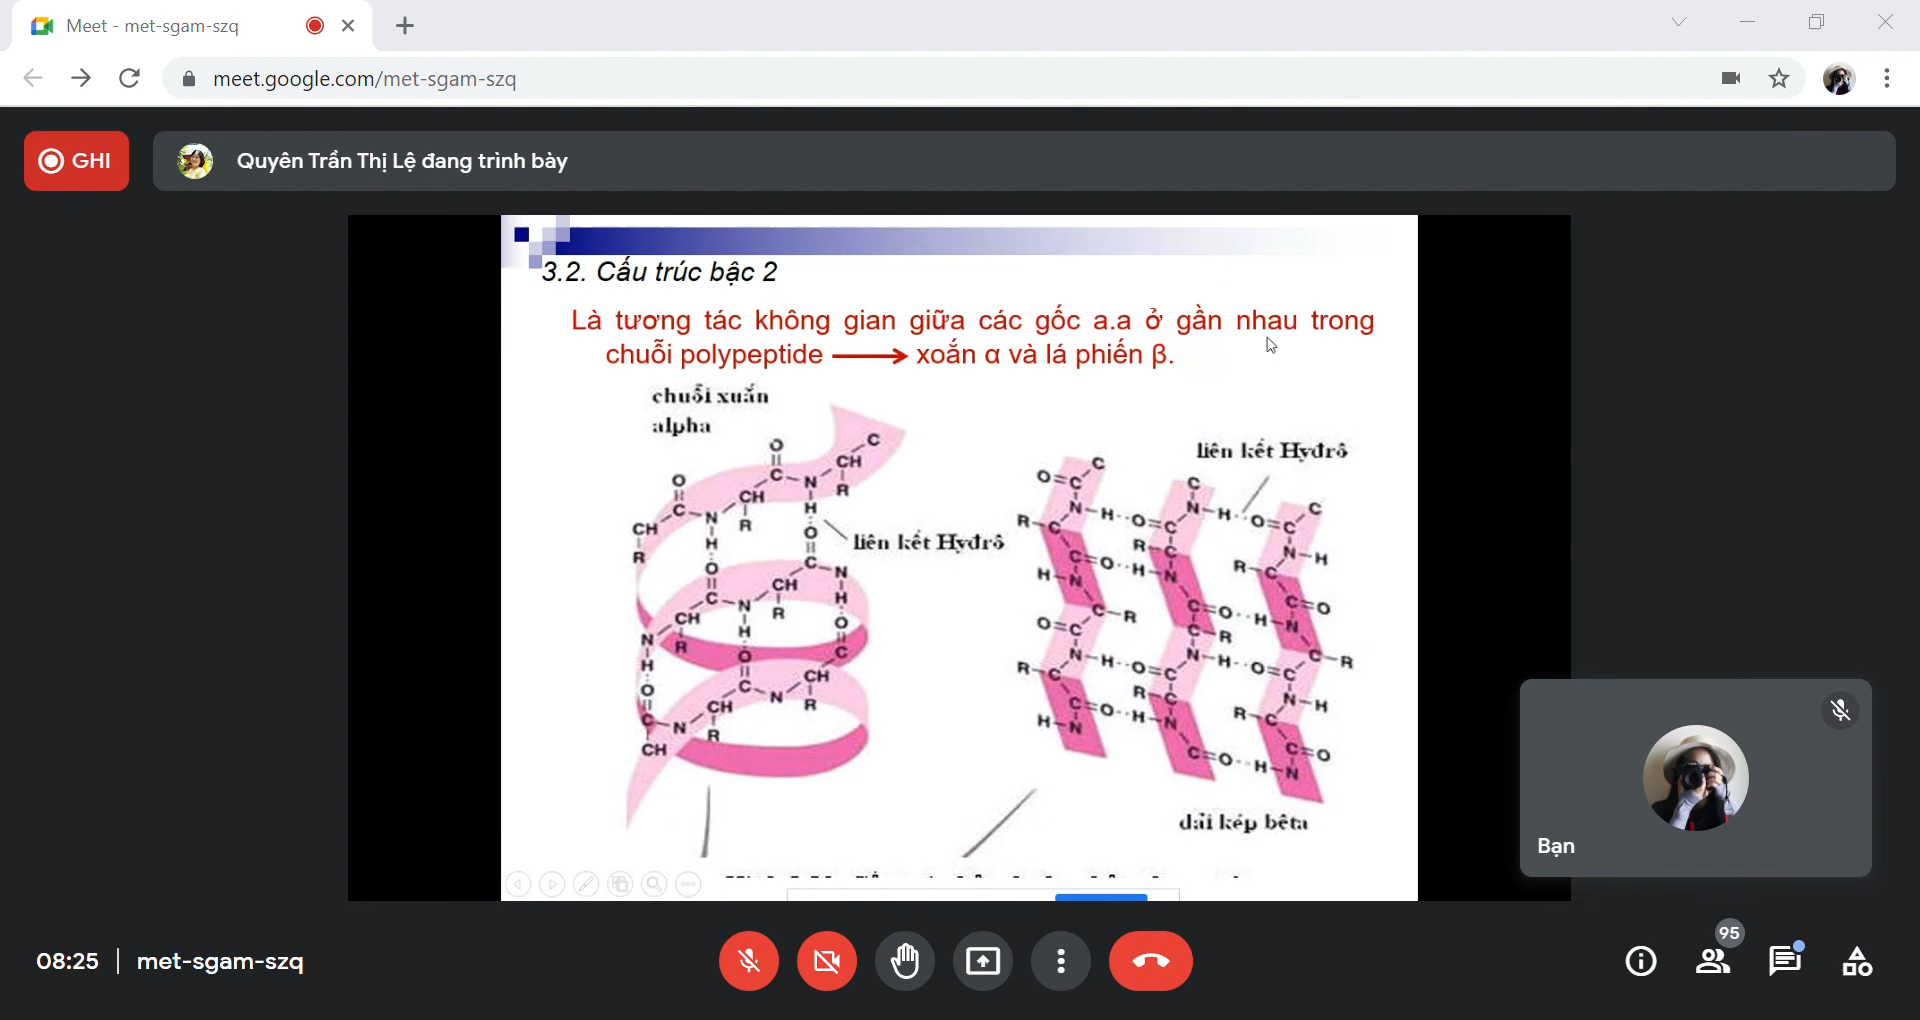 Meet - met-sgam-szq
meet.google.com/met-sgam-szq
GHI
Quyên Trần Thị Lệ đang trình bày
3.2. Cấu trúc bậc 2
Là tương tác không gian giữa các gốc a.a ở gần nhau trong
chuỗi polypeptide → xoắn α và lá phiến β.
chuỗi xuắn
alpha
liên kết Hyđrô
liên kết Hyđrô
dải kép bêta
Bạn
08:25 | met-sgam-szq
95